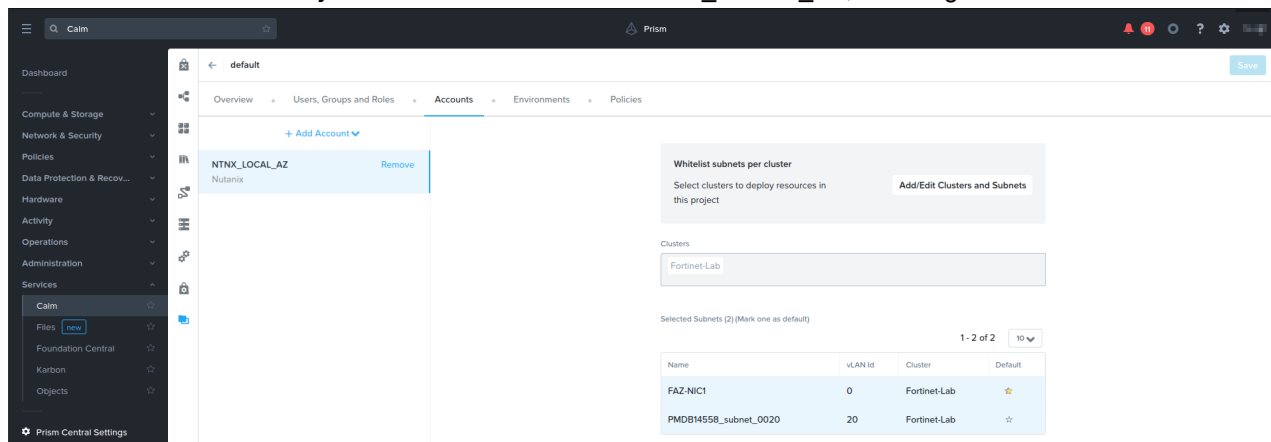 Calm
Prism
11
?
Dashboard
Compute & Storage
Network & Security
Policies
Data Protection & Recov...
Hardware
Activity
Operations
Administration
Services
Calm
Files new
Foundation Central
Karbon
Objects
Prism Central Settings
default
Save
Overview
Users, Groups and Roles
Accounts
Environments
Policies
+ Add Account
NTNX_LOCAL_AZ Remove
Nutanix
Whitelist subnets per cluster
Select clusters to deploy resources in
this project
Add/Edit Clusters and Subnets
Clusters
Fortinet-Lab
Selected Subnets (2) (Mark one as default)
1 - 2 of 2 10
Name vLAN Id Cluster Default
FAZ-NIC1 0 Fortinet-Lab
PMDB14558_subnet_0020 20 Fortinet-Lab